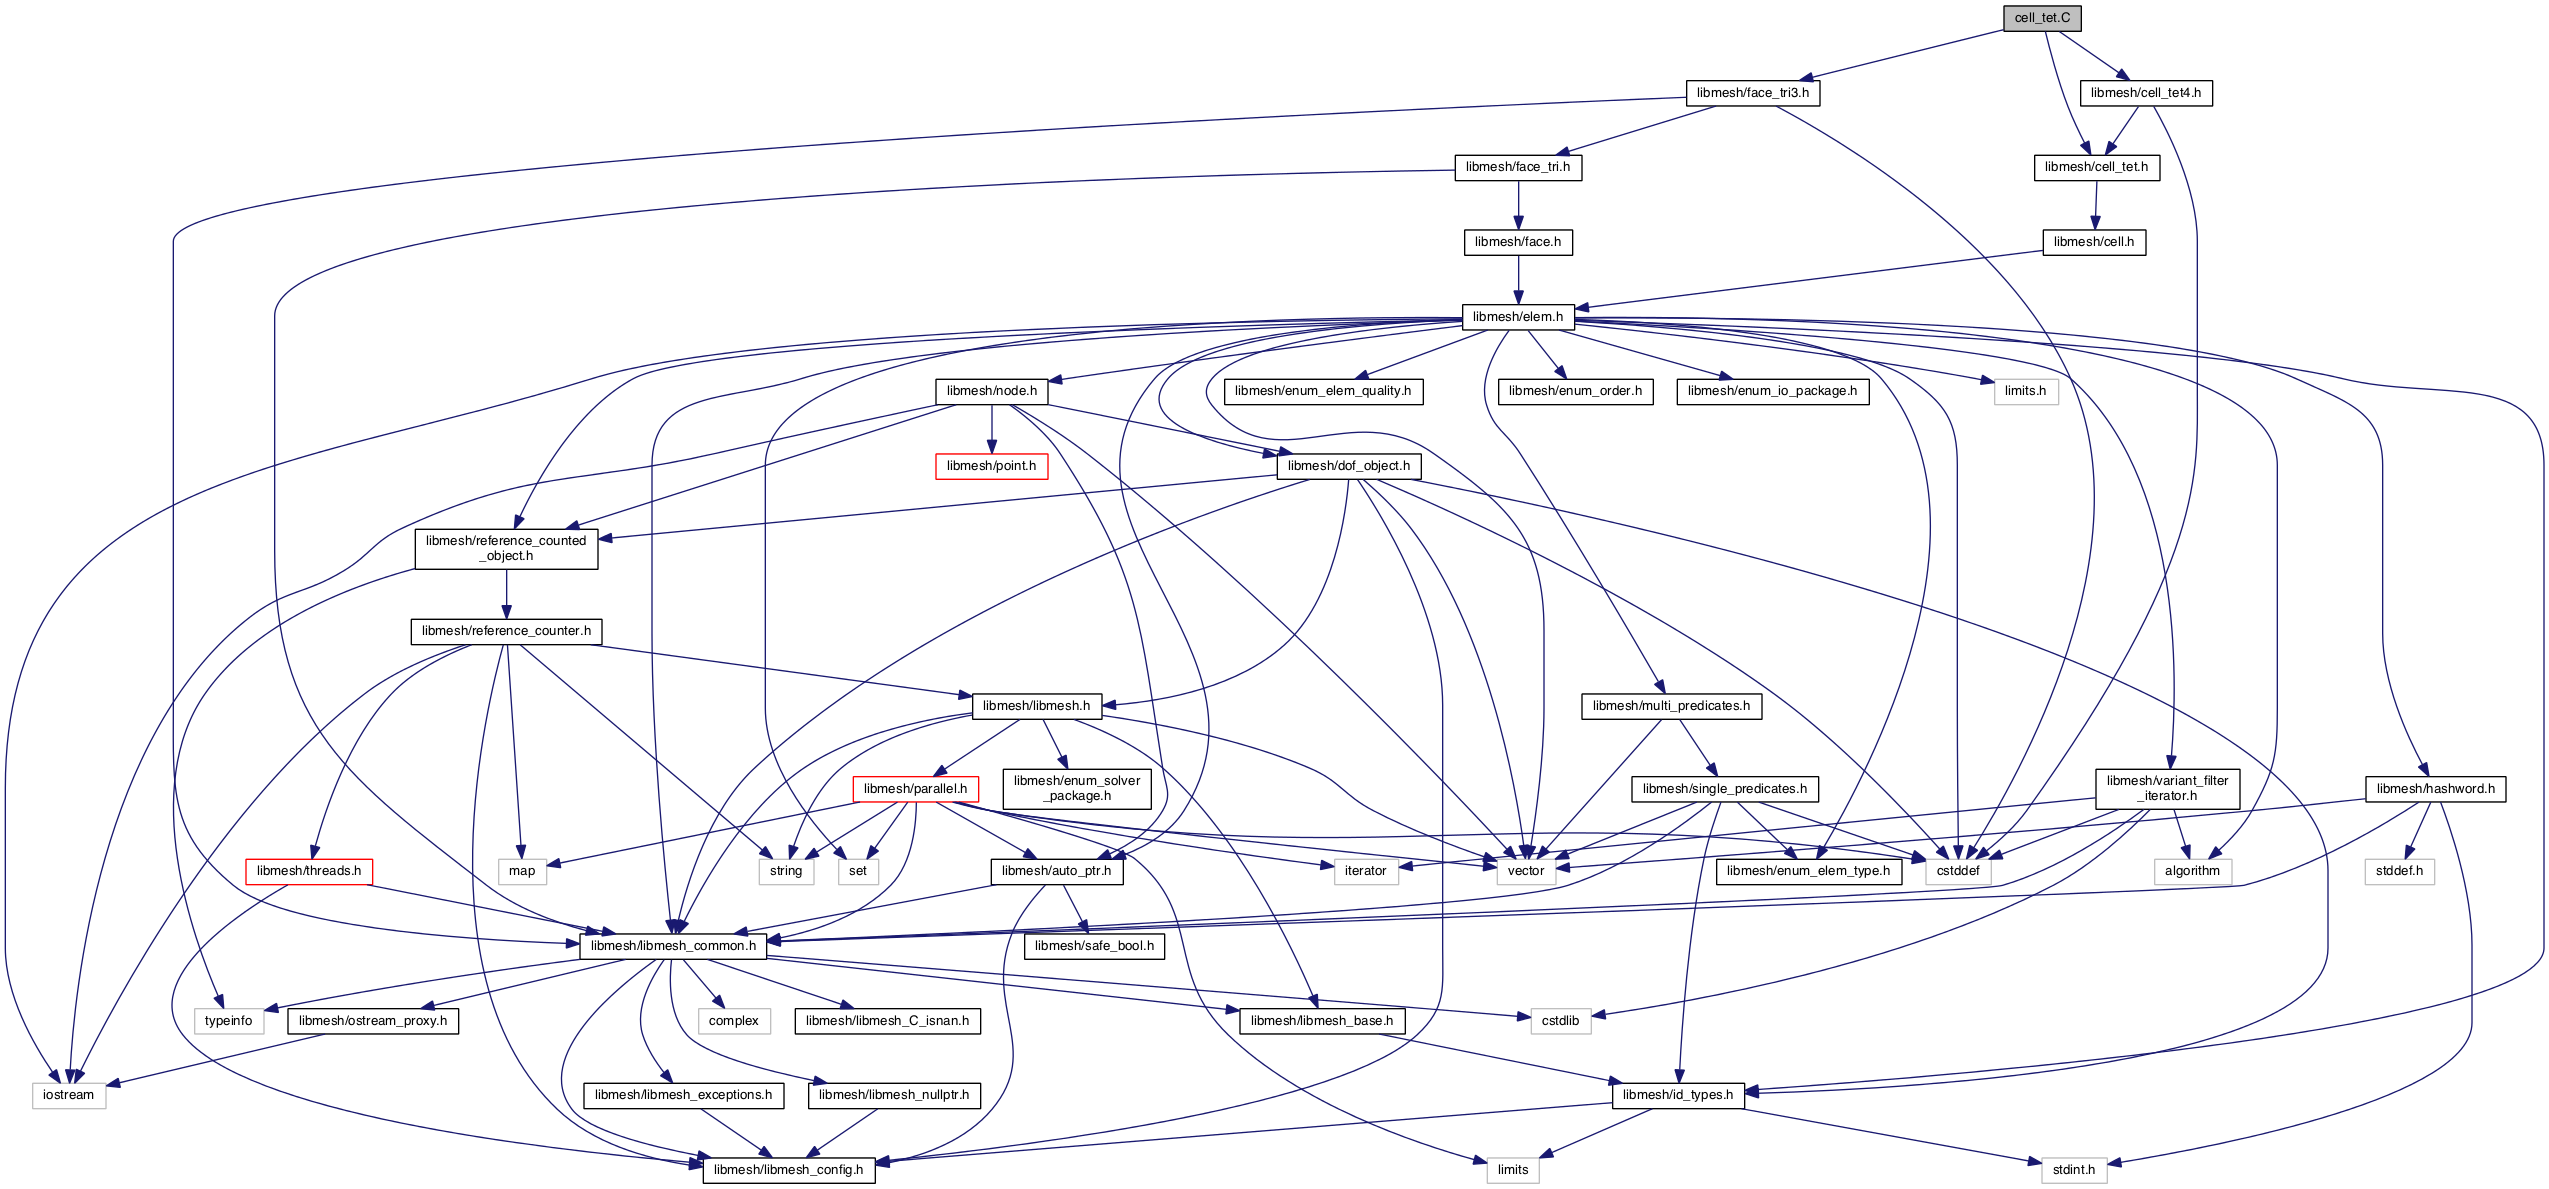 cell_tet.C
libmesh/face_tri3.h
libmesh/cell_tet4.h
libmesh/face_tri.h
libmesh/cell_tet.h
libmesh/face.h
libmesh/cell.h
libmesh/elem.h
libmesh/node.h
libmesh/enum_elem_quality.h
libmesh/enum_order.h
libmesh/enum_io_package.h
limits.h
libmesh/point.h
libmesh/dof_object.h
libmesh/reference_counted
_object.h
libmesh/reference_counter.h
libmesh/libmesh.h
libmesh/multi_predicates.h
libmesh/parallel.h
libmesh/enum_solver
_package.h
libmesh/single_predicates.h
libmesh/variant_filter
_iterator.h
libmesh/hashword.h
libmesh/threads.h
map
string
set
libmesh/auto_ptr.h
iterator
vector
libmesh/enum_elem_type.h
cstddef
algorithm
stddef.h
libmesh/libmesh_common.h
libmesh/safe_bool.h
typeinfo
libmesh/ostream_proxy.h
complex
libmesh/libmesh_C_isnan.h
libmesh/libmesh_base.h
cstdlib
iostream
libmesh/libmesh_exceptions.h
libmesh/libmesh_nullptr.h
libmesh/id_types.h
libmesh/libmesh_config.h
limits
stdint.h